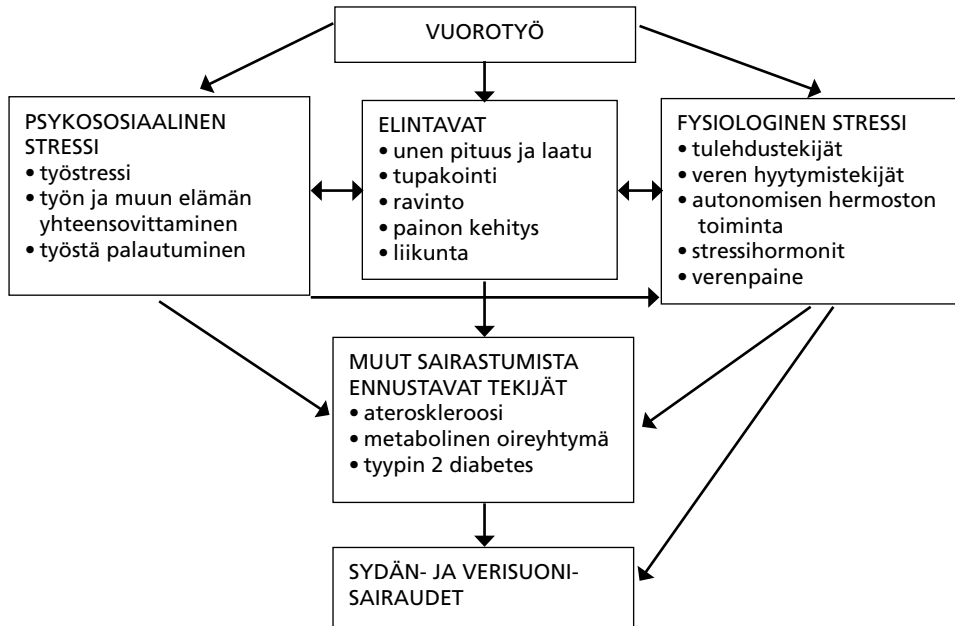 VUOROTYÖ
PSYKOSOSIAALINEN
STRESSI
• työstressi
• työn ja muun elämän
yhteensovittaminen
• työstä palautuminen
ELINTAVAT
• unen pituus ja laatu
• tupakointi
• ravinto
• painon kehitys
• liikunta
FYSIOLOGINEN STRESSI
• tulehdustekijät
• veren hyytymistekijät
• autonomisen hermoston
toiminta
• stressihormonit
• verenpaine
MUUT SAIRASTUMISTA
ENNUSTAVAT TEKIJÄT
• ateroskleroosi
• metabolinen oireyhtymä
• tyypin 2 diabetes
SYDÄN- JA VERISUONI-
SAIRAUDET